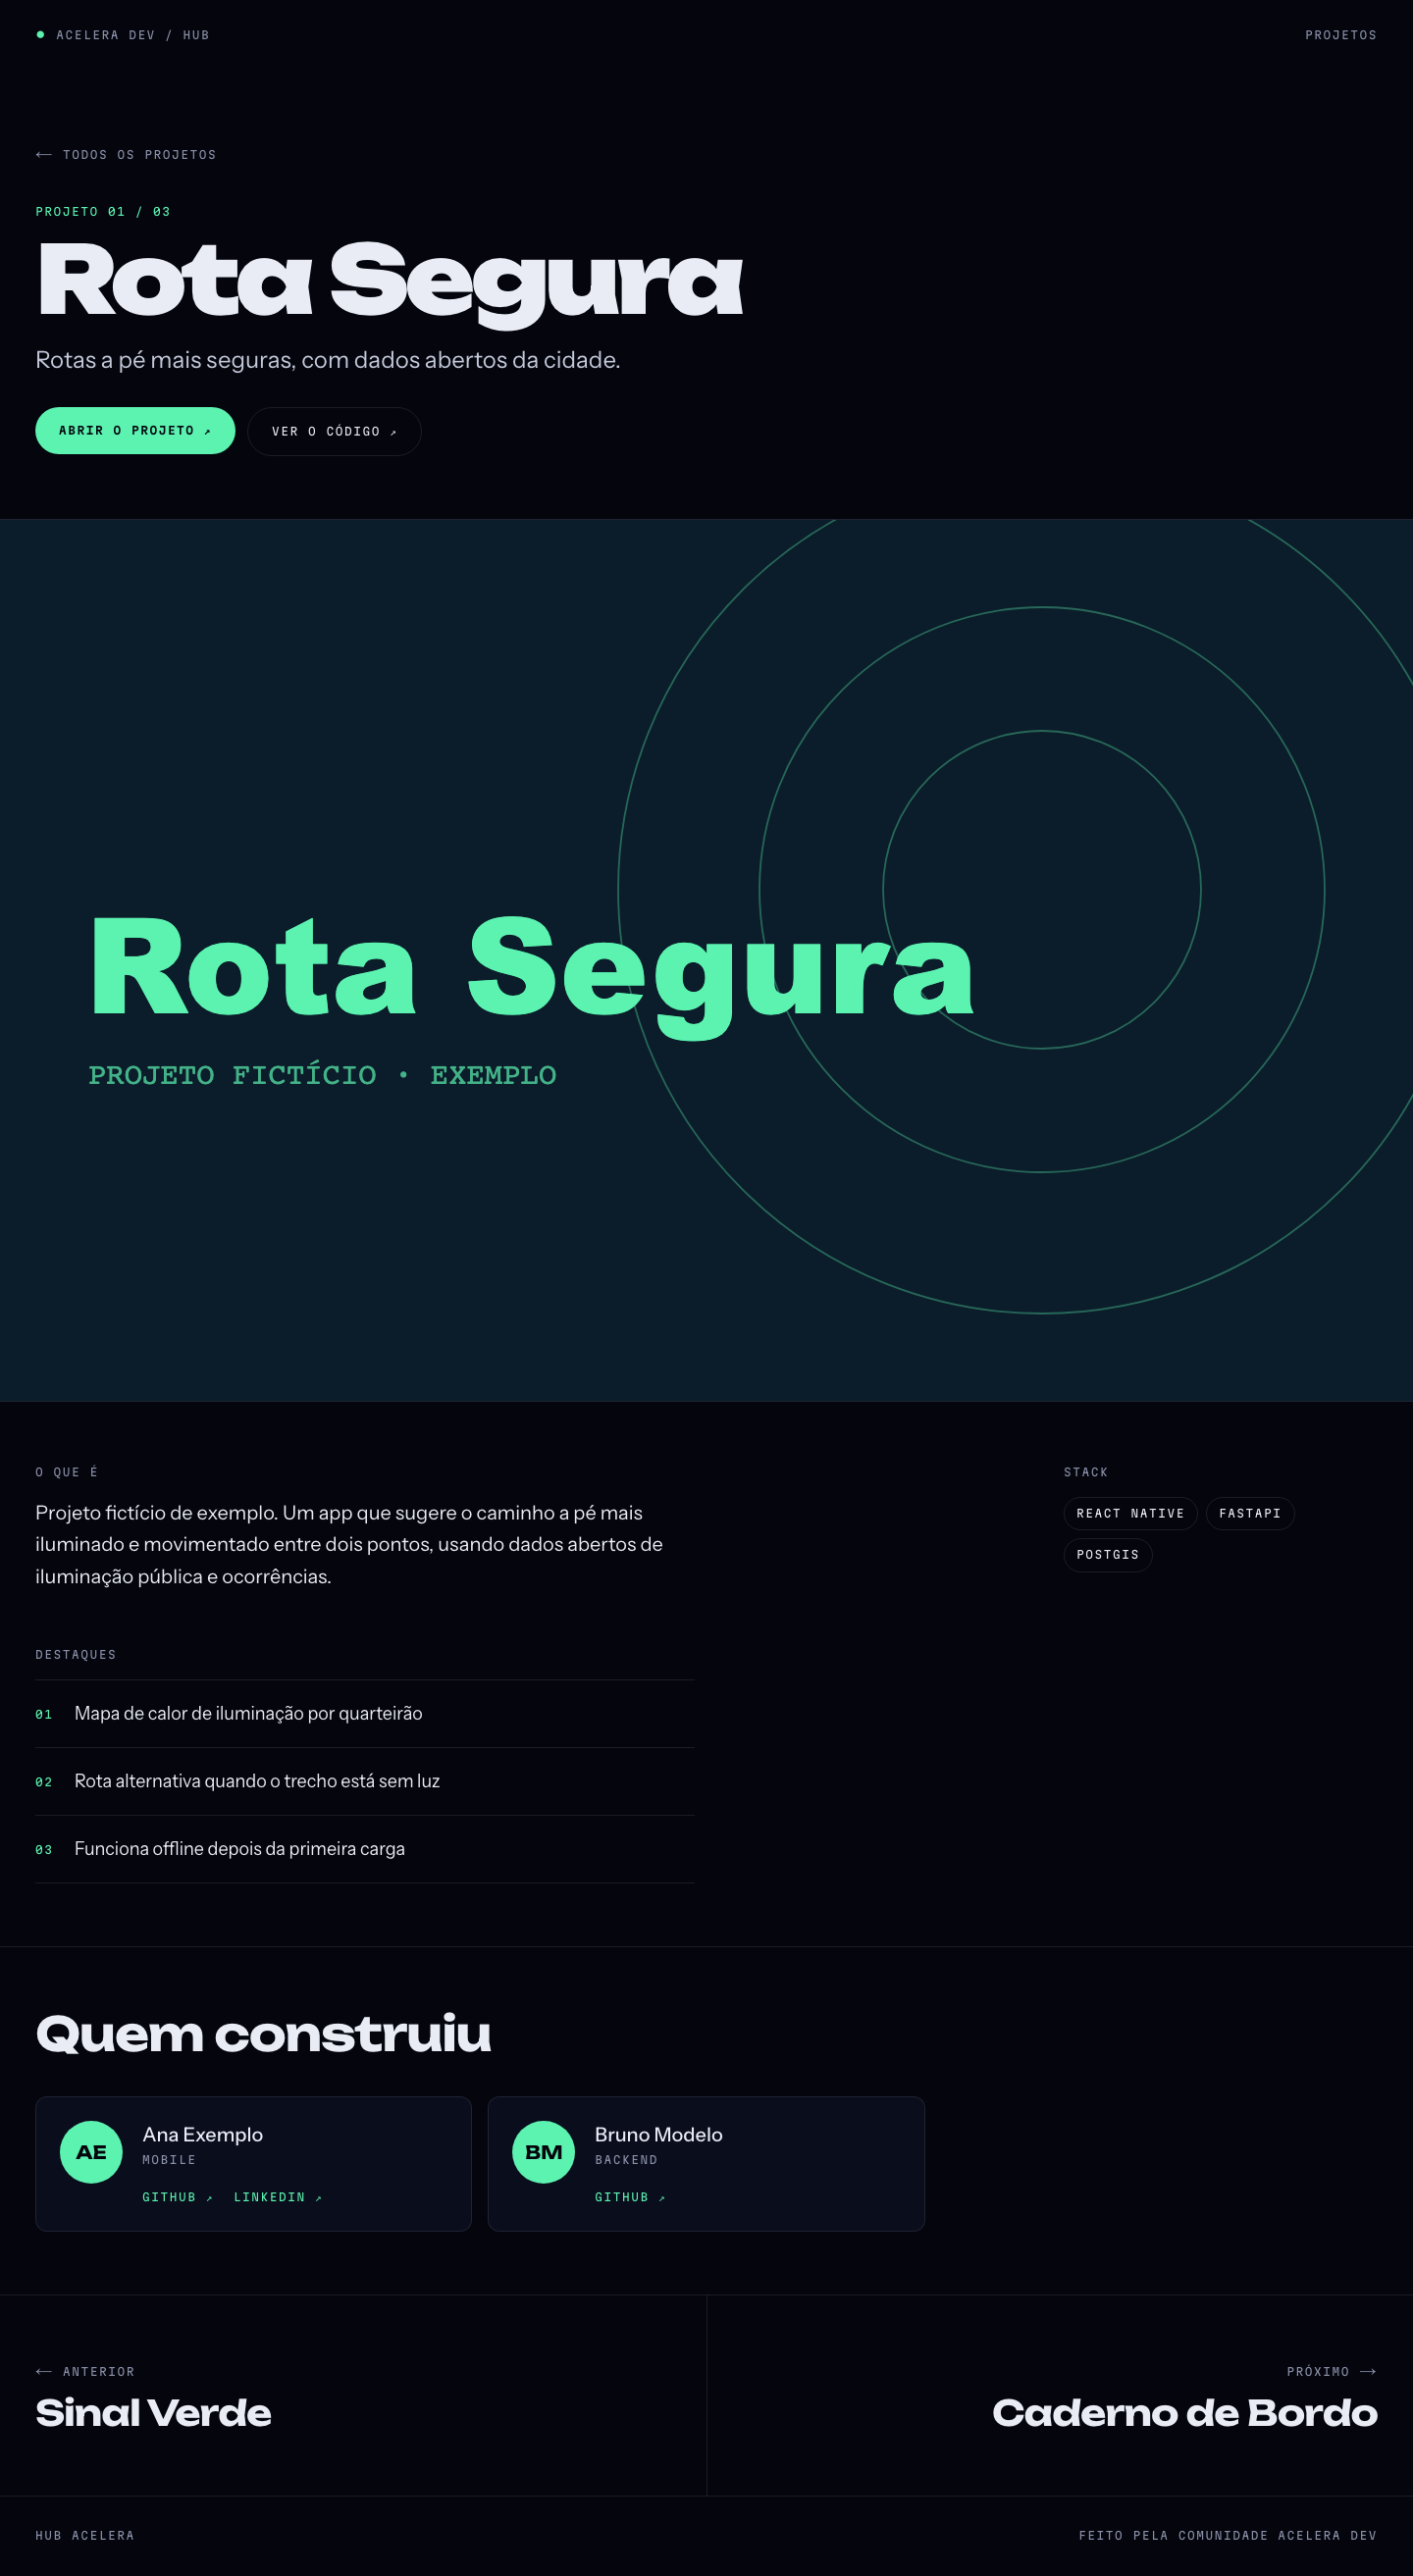 ACELERA DEV / HUB
PROJETOS
← TODOS OS PROJETOS
PROJETO 01 / 03
Rota Segura
Rotas a pé mais seguras, com dados abertos da cidade.
ABRIR O PROJETO ↗
VER O CÓDIGO ↗
Rota Segura
PROJETO FICTÍCIO · EXEMPLO
O QUE É
Projeto fictício de exemplo. Um app que sugere o caminho a pé mais
iluminado e movimentado entre dois pontos, usando dados abertos de
iluminação pública e ocorrências.
STACK
REACT NATIVE
FASTAPI
POSTGIS
DESTAQUES
01 Mapa de calor de iluminação por quarteirão
02 Rota alternativa quando o trecho está sem luz
03 Funciona offline depois da primeira carga
Quem construiu
AE
Ana Exemplo
MOBILE
GITHUB ↗ LINKEDIN ↗
BM
Bruno Modelo
BACKEND
GITHUB ↗
← ANTERIOR
Sinal Verde
PRÓXIMO →
Caderno de Bordo
HUB ACELERA
FEITO PELA COMUNIDADE ACELERA DEV